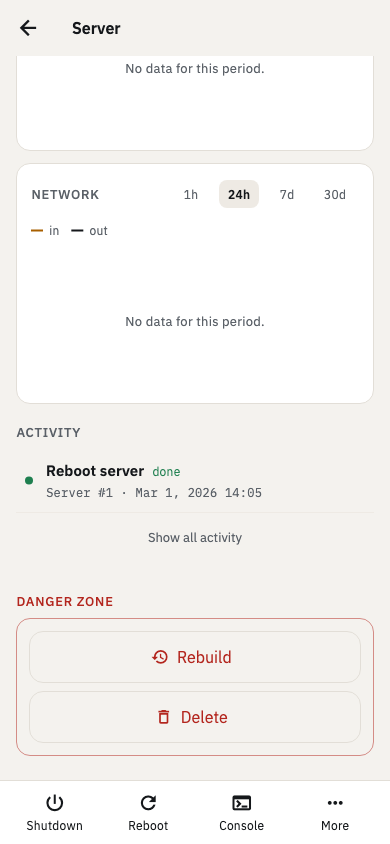 Server
No data for this period.
NETWORK 1h 24h 7d 30d
in out
No data for this period.
ACTIVITY
Reboot server done
Server #1 · Mar 1, 2026 14:05
Show all activity
DANGER ZONE
Rebuild
Delete
Shutdown Reboot Console More